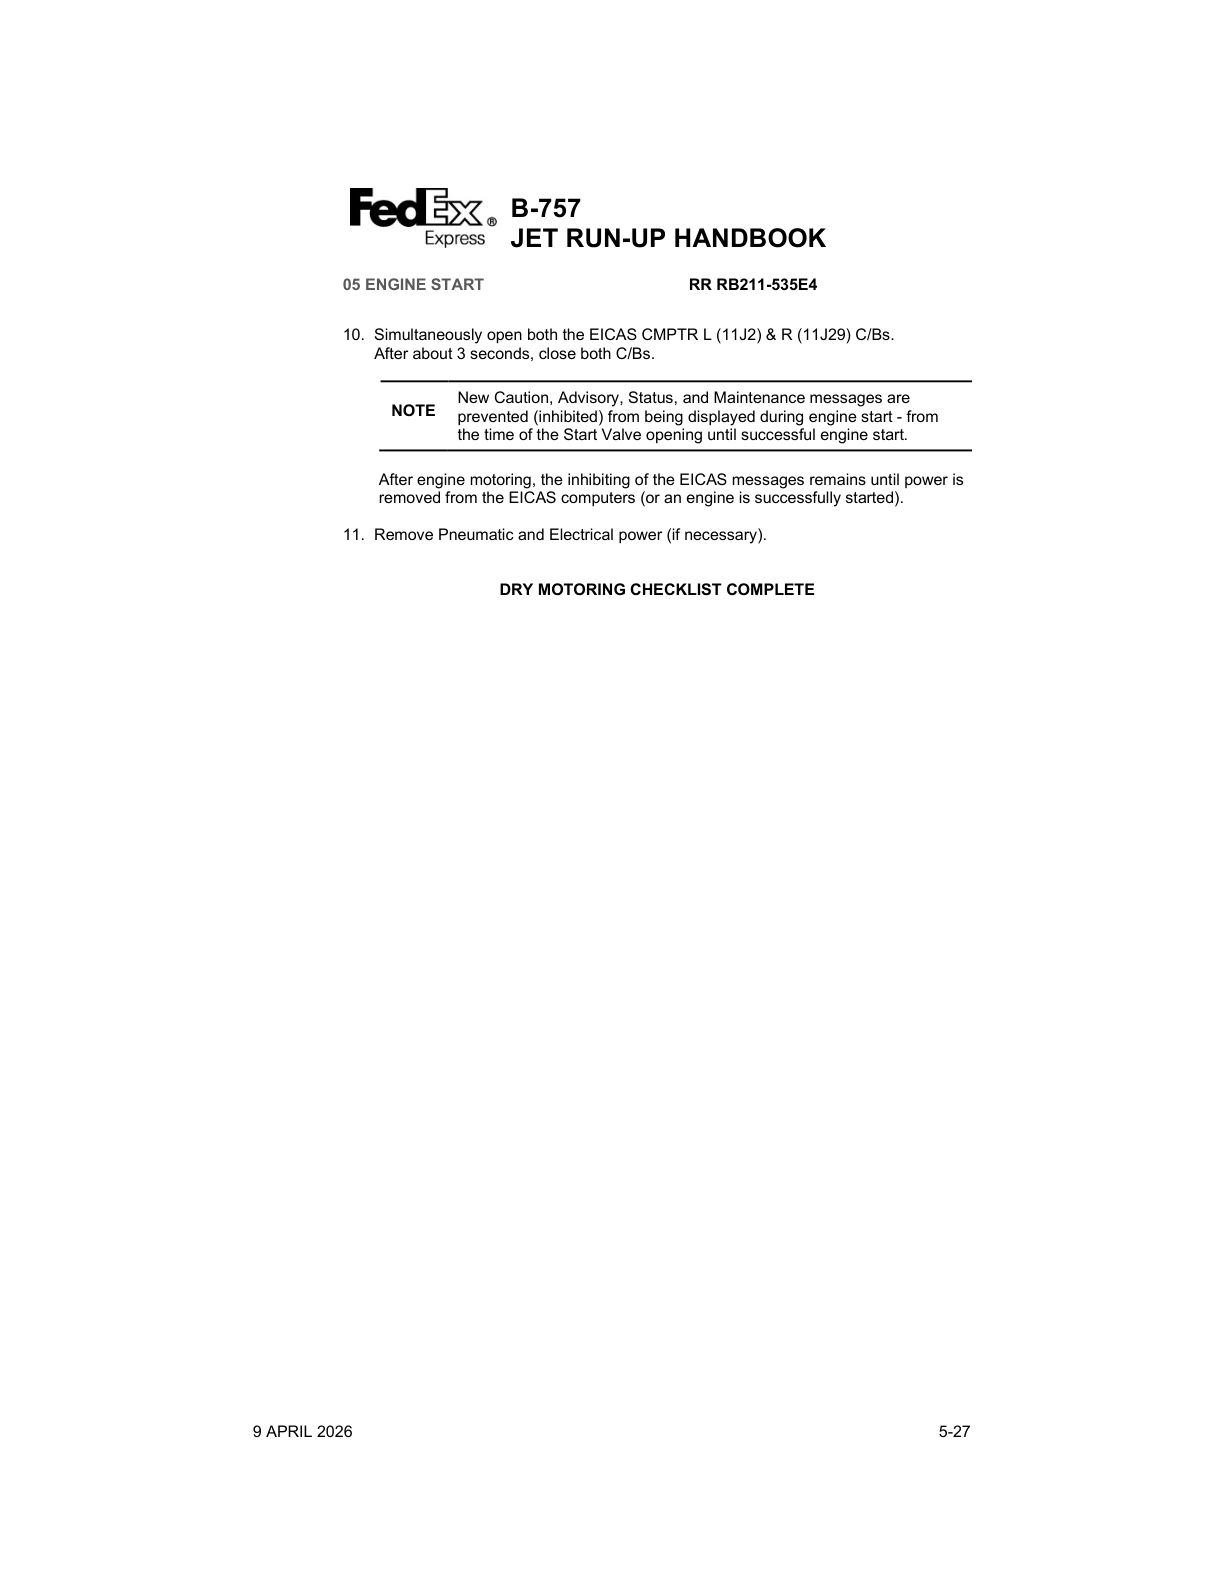 FedEx®
Express
B-757
JET RUN-UP HANDBOOK
05 ENGINE START
RR RB211-535E4
10. Simultaneously open both the EICAS CMPTR L (11J2) & R (11J29) C/Bs.
After about 3 seconds, close both C/Bs.
NOTE
New Caution, Advisory, Status, and Maintenance messages are
prevented (inhibited) from being displayed during engine start - from
the time of the Start Valve opening until successful engine start.
After engine motoring, the inhibiting of the EICAS messages remains until power is
removed from the EICAS computers (or an engine is successfully started).
11. Remove Pneumatic and Electrical power (if necessary).
DRY MOTORING CHECKLIST COMPLETE
9 APRIL 2026
5-27